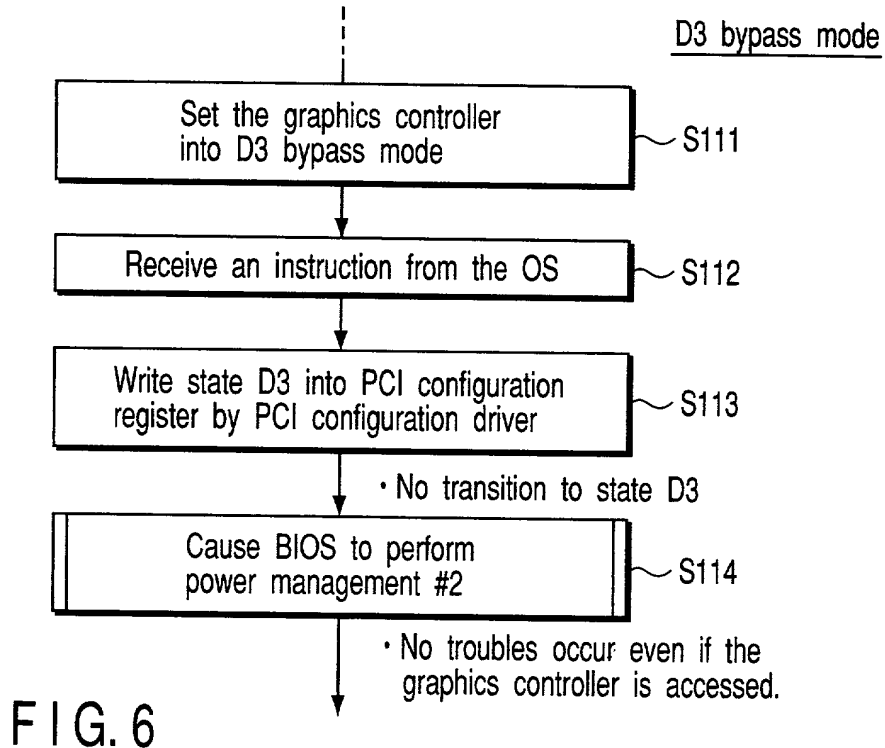 D3 bypass mode
Set the graphics controller
into D3 bypass mode
S111
Receive an instruction from the OS
S112
Write state D3 into PCI configuration
register by PCI configuration driver
S113
· No transition to state D3
Cause BIOS to perform
power management #2
S114
· No troubles occur even if the
graphics controller is accessed.
FIG. 6